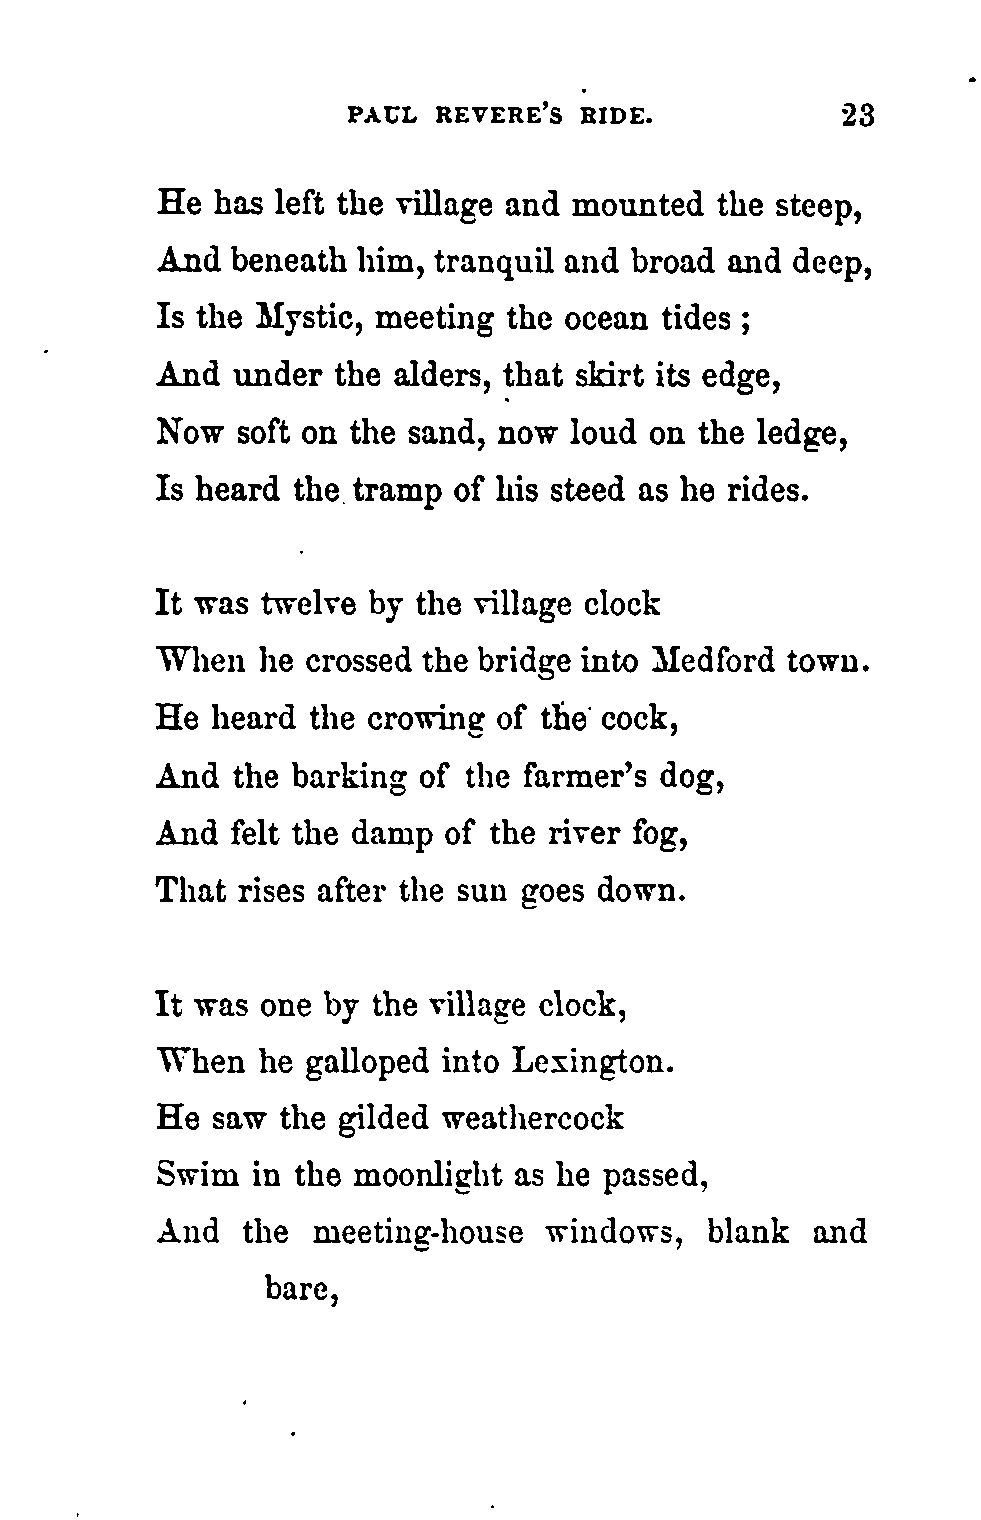 PAUL REVERE'S RIDE. 23
He has left the village and mounted the steep,
And beneath him, tranquil and broad and deep,
Is the Mystic, meeting the ocean tides ;
And under the alders, that skirt its edge,
Now soft on the sand, now loud on the ledge,
Is heard the tramp of his steed as he rides.
It was twelve by the village clock
When he crossed the bridge into Medford town.
He heard the crowing of the cock,
And the barking of the farmer's dog,
And felt the damp of the river fog,
That rises after the sun goes down.
It was one by the village clock,
When he galloped into Lexington.
He saw the gilded weathercock
Swim in the moonlight as he passed,
And the meeting-house windows, blank and
bare,